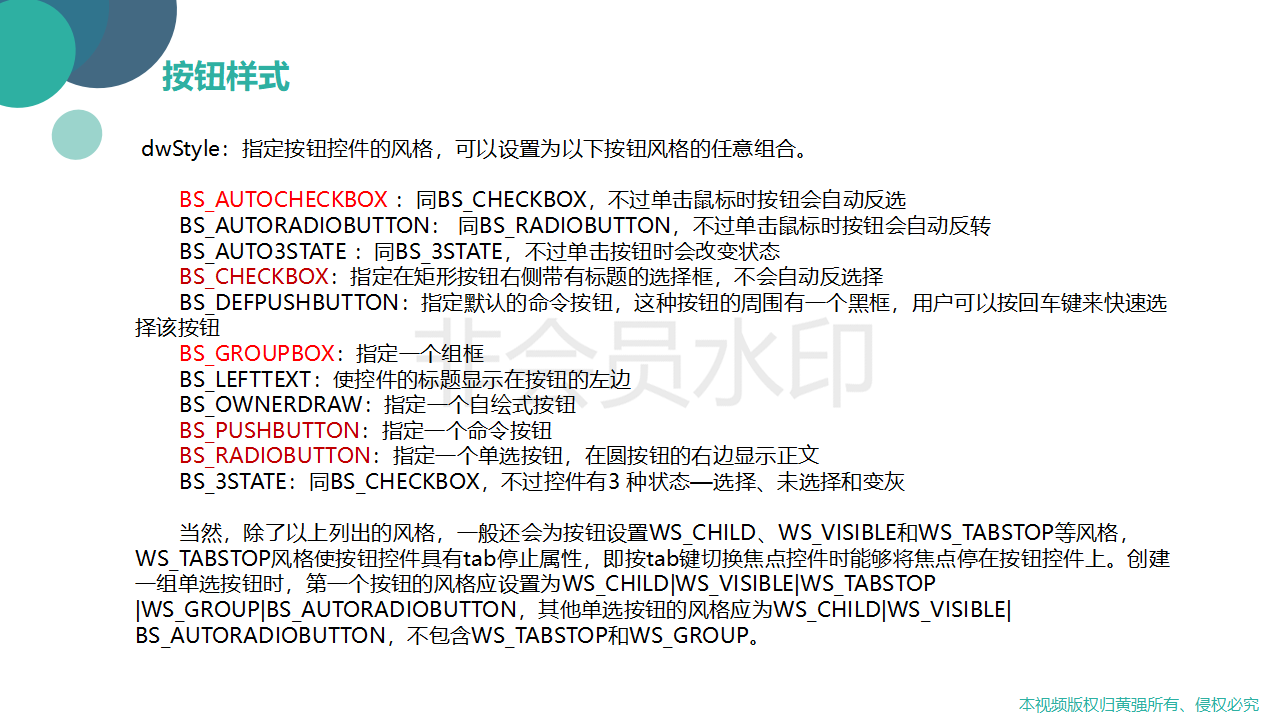 按钮样式
dwStyle：指定按钮控件的风格，可以设置为以下按钮风格的任意组合。
BS_AUTOCHECKBOX ：同BS_CHECKBOX，不过单击鼠标时按钮会自动反选
BS_AUTORADIOBUTTON： 同BS_RADIOBUTTON，不过单击鼠标时按钮会自动反转
BS_AUTO3STATE ：同BS_3STATE，不过单击按钮时会改变状态
BS_CHECKBOX：指定在矩形按钮右侧带有标题的选择框，不会自动反选择
BS_DEFPUSHBUTTON：指定默认的命令按钮，这种按钮的周围有一个黑框，用户可以按回车键来快速选
择该按钮
BS_GROUPBOX：指定一个组框
BS_LEFTTEXT：使控件的标题显示在按钮的左边
BS_OWNERDRAW：指定一个自绘式按钮
BS_PUSHBUTTON：指定一个命令按钮
BS_RADIOBUTTON：指定一个单选按钮，在圆按钮的右边显示正文
BS_3STATE：同BS_CHECKBOX，不过控件有3 种状态—选择、未选择和变灰
当然，除了以上列出的风格，一般还会为按钮设置WS_CHILD、WS_VISIBLE和WS_TABSTOP等风格，
WS_TABSTOP风格使按钮控件具有tab停止属性，即按tab键切换焦点控件时能够将焦点停在按钮控件上。创建
一组单选按钮时，第一个按钮的风格应设置为WS_CHILD|WS_VISIBLE|WS_TABSTOP
|WS_GROUP|BS_AUTORADIOBUTTON，其他单选按钮的风格应为WS_CHILD|WS_VISIBLE|
BS_AUTORADIOBUTTON，不包含WS_TABSTOP和WS_GROUP。
非会员水印
本视频版权归黄强所有、侵权必究